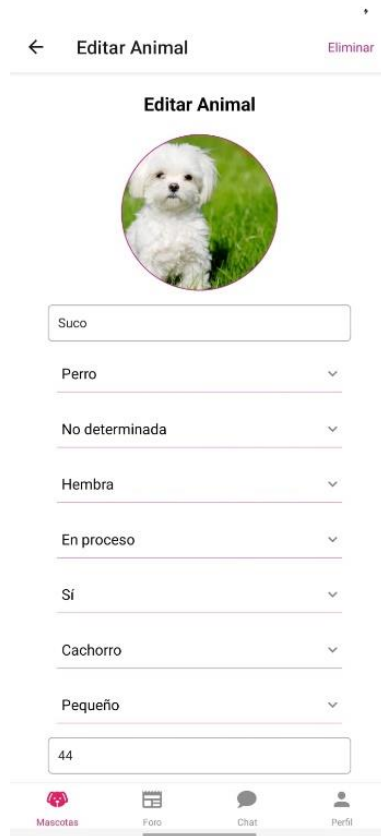 Editar Animal
Eliminar
Editar Animal
Suco
Perro
No determinada
Hembra
En proceso
Sí
Cachorro
Pequeño
44
Mascotas
Foro
Chat
Perfil